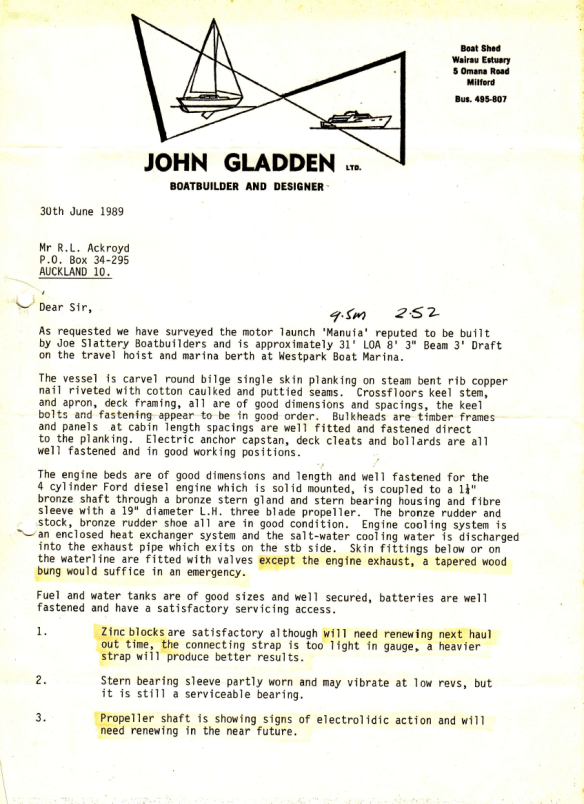 Boat Shed
Wairau Estuary
5 Omana Road
Milford
Bus. 495-807
JOHN GLADDEN LTD.
BOATBUILDER AND DESIGNER
30th June 1989
Mr R.L. Ackroyd
P.O. Box 34-295
AUCKLAND 10.
Dear Sir,
9.5m 2.52
As requested we have surveyed the motor launch 'Manuia' reputed to be built
by Joe Slattery Boatbuilders and is approximately 31' LOA 8' 3" Beam 3' Draft
on the travel hoist and marina berth at Westpark Boat Marina.
The vessel is carvel round bilge single skin planking on steam bent rib copper
nail riveted with cotton caulked and puttied seams. Crossfloors keel stem,
and apron, deck framing, all are of good dimensions and spacings, the keel
bolts and fastening appear to be in good order. Bulkheads are timber frames
and panels at cabin length spacings are well fitted and fastened direct
to the planking. Electric anchor capstan, deck cleats and bollards are all
well fastened and in good working positions.
The engine beds are of good dimensions and length and well fastened for the
4 cylinder Ford diesel engine which is solid mounted, is coupled to a 1¼"
bronze shaft through a bronze stern gland and stern bearing housing and fibre
sleeve with a 19" diameter L.H. three blade propeller. The bronze rudder and
stock, bronze rudder shoe all are in good condition. Engine cooling system is
an enclosed heat exchanger system and the salt-water cooling water is discharged
into the exhaust pipe which exits on the stb side. Skin fittings below or on
the waterline are fitted with valves except the engine exhaust, a tapered wood
bung would suffice in an emergency.
Fuel and water tanks are of good sizes and well secured, batteries are well
fastened and have a satisfactory servicing access.
1. Zinc blocks are satisfactory although will need renewing next haul
out time, the connecting strap is too light in gauge, a heavier
strap will produce better results.
2. Stern bearing sleeve partly worn and may vibrate at low revs, but
it is still a serviceable bearing.
3. Propeller shaft is showing signs of electrolidic action and will
need renewing in the near future.